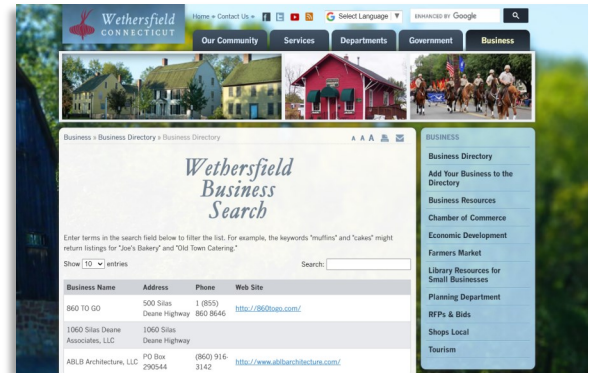 Wethersfield
CONNECTICUT
Home » Contact Us »
Select Language ▼
ENHANCED BY Google
Our Community
Services
Departments
Government
Business
Business » Business Directory » Business Directory
A A A
Wethersfield
Business
Search
Enter terms in the search field below to filter the list. For example, the keywords "muffins" and "cakes" might
return listings for "Joe's Bakery" and "Old Town Catering."
Show 10 entries
Search:
Business Name Address Phone Web Site
860 TO GO
500 Silas
Deane Highway
1 (855)
860 8646
http://860togo.com/
1060 Silas Deane
Associates, LLC
1060 Silas
Deane Highway
ABLB Architecture, LLC
PO Box
290544
(860) 916-
3142
http://www.ablbarchitecture.com/
BUSINESS
Business Directory
Add Your Business to the
Directory
Business Resources
Chamber of Commerce
Economic Development
Farmers Market
Library Resources for
Small Businesses
Planning Department
RFPs & Bids
Shops Local
Tourism